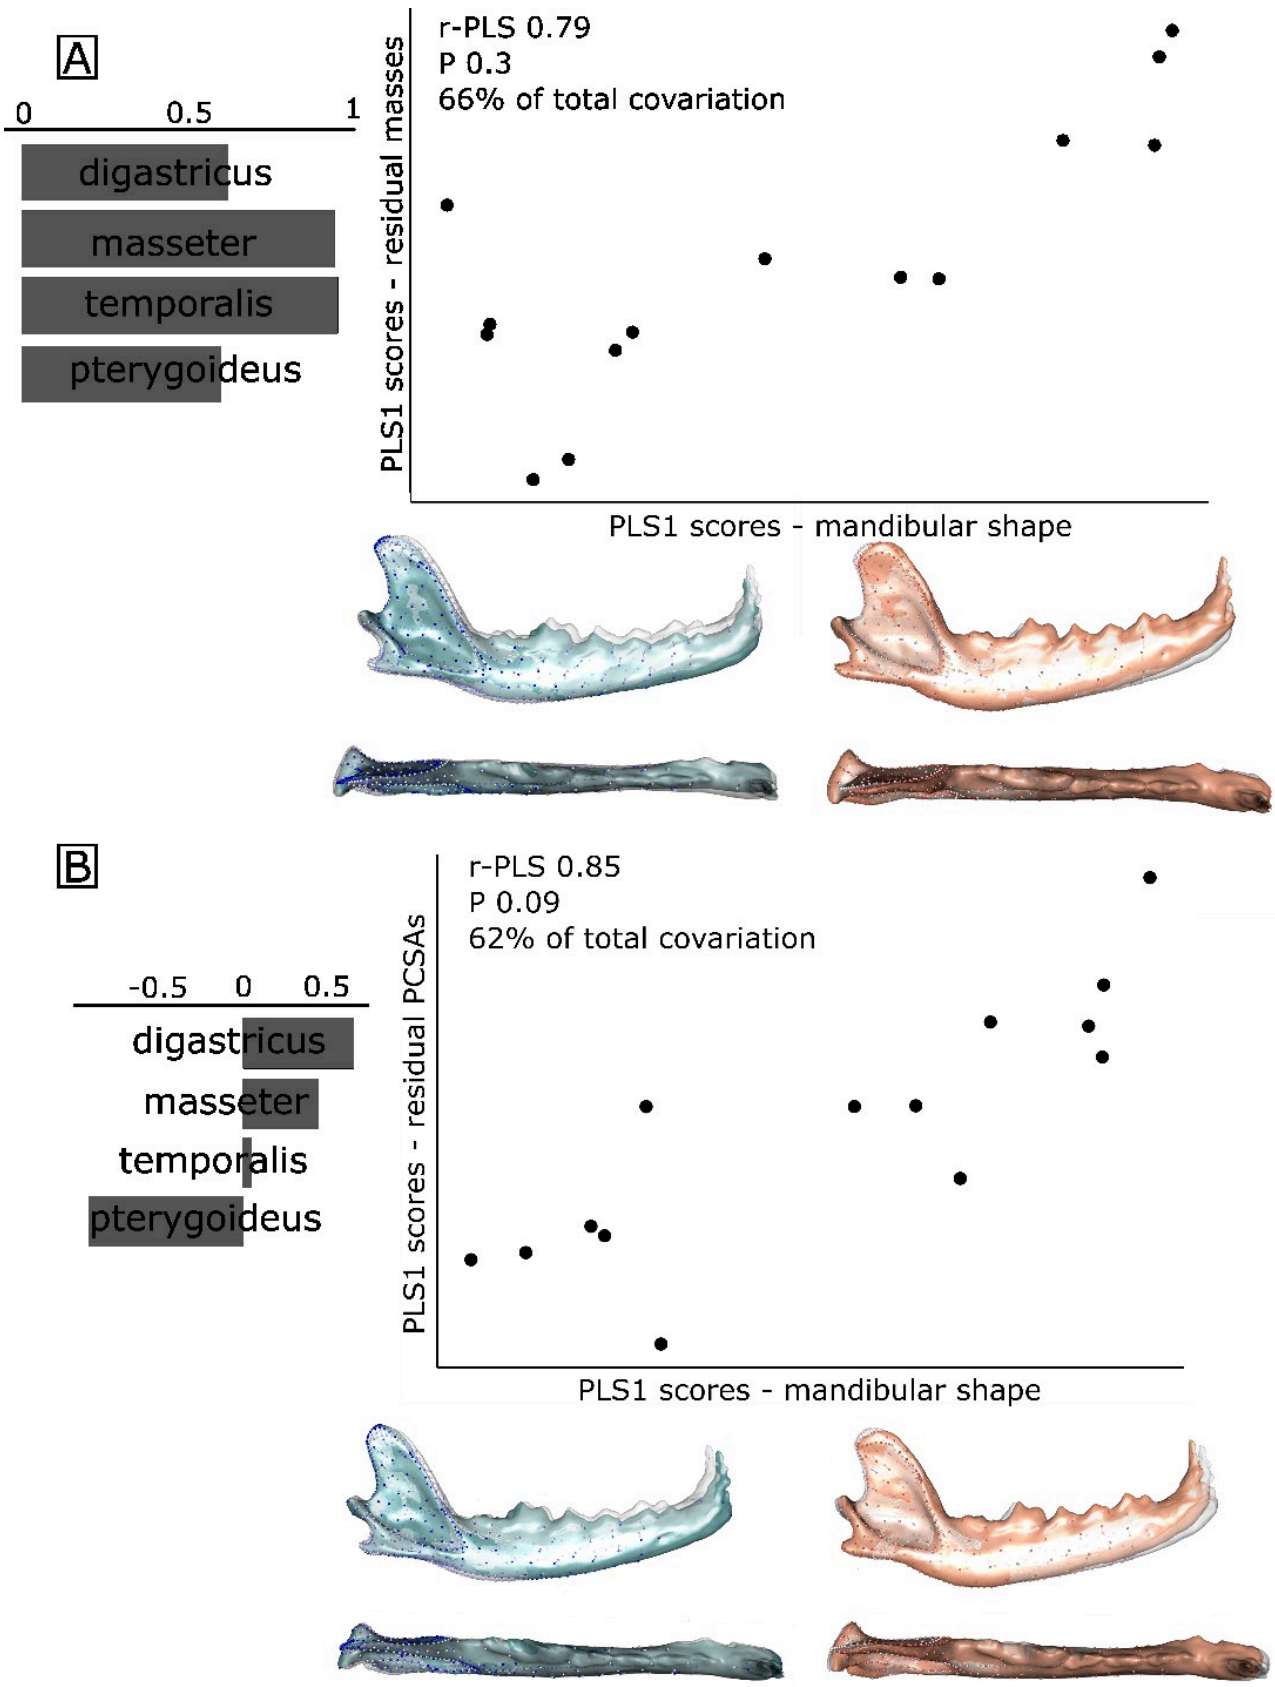 A
0 0.5 1
digastricus
masseter
temporalis
pterygoideus
PLS1 scores - residual masses
r-PLS 0.79
P 0.3
66% of total covariation
PLS1 scores - mandibular shape
B
-0.5 0 0.5
digastricus
masseter
temporalis
pterygoideus
PLS1 scores - residual PCSAs
r-PLS 0.85
P 0.09
62% of total covariation
PLS1 scores - mandibular shape